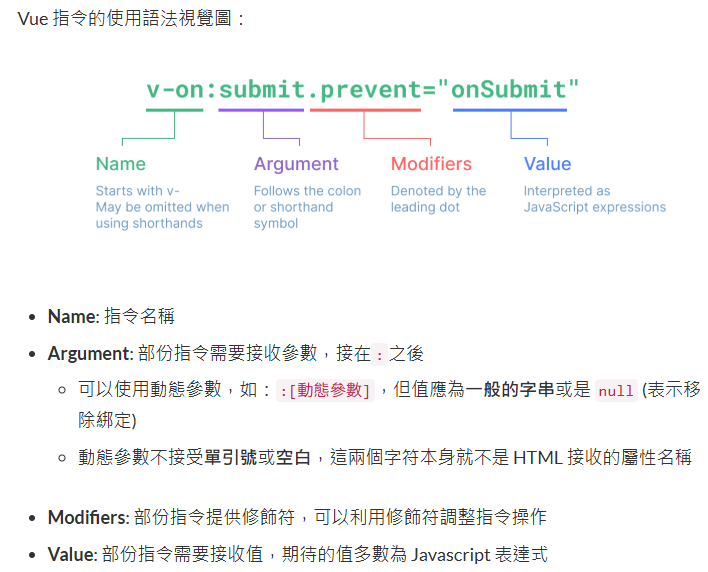 Vue 指令的使用語法視覺圖：
v-on:submit.prevent="onSubmit"
Name
Starts with v-
May be omitted when
using shorthands
Argument
Follows the colon
or shorthand
symbol
Modifiers
Denoted by the
leading dot
Value
Interpreted as
JavaScript expressions
Name: 指令名稱
Argument: 部份指令需要接收參數，接在 : 之後
可以使用動態參數，如： :[動態參數] ，但值應為一般的字串或是 null (表示移
除綁定)
動態參數不接受單引號或空白，這兩個字符本身就不是 HTML 接收的屬性名稱
Modifiers: 部份指令提供修飾符，可以利用修飾符調整指令操作
Value: 部份指令需要接收值，期待的值多數為 Javascript 表達式